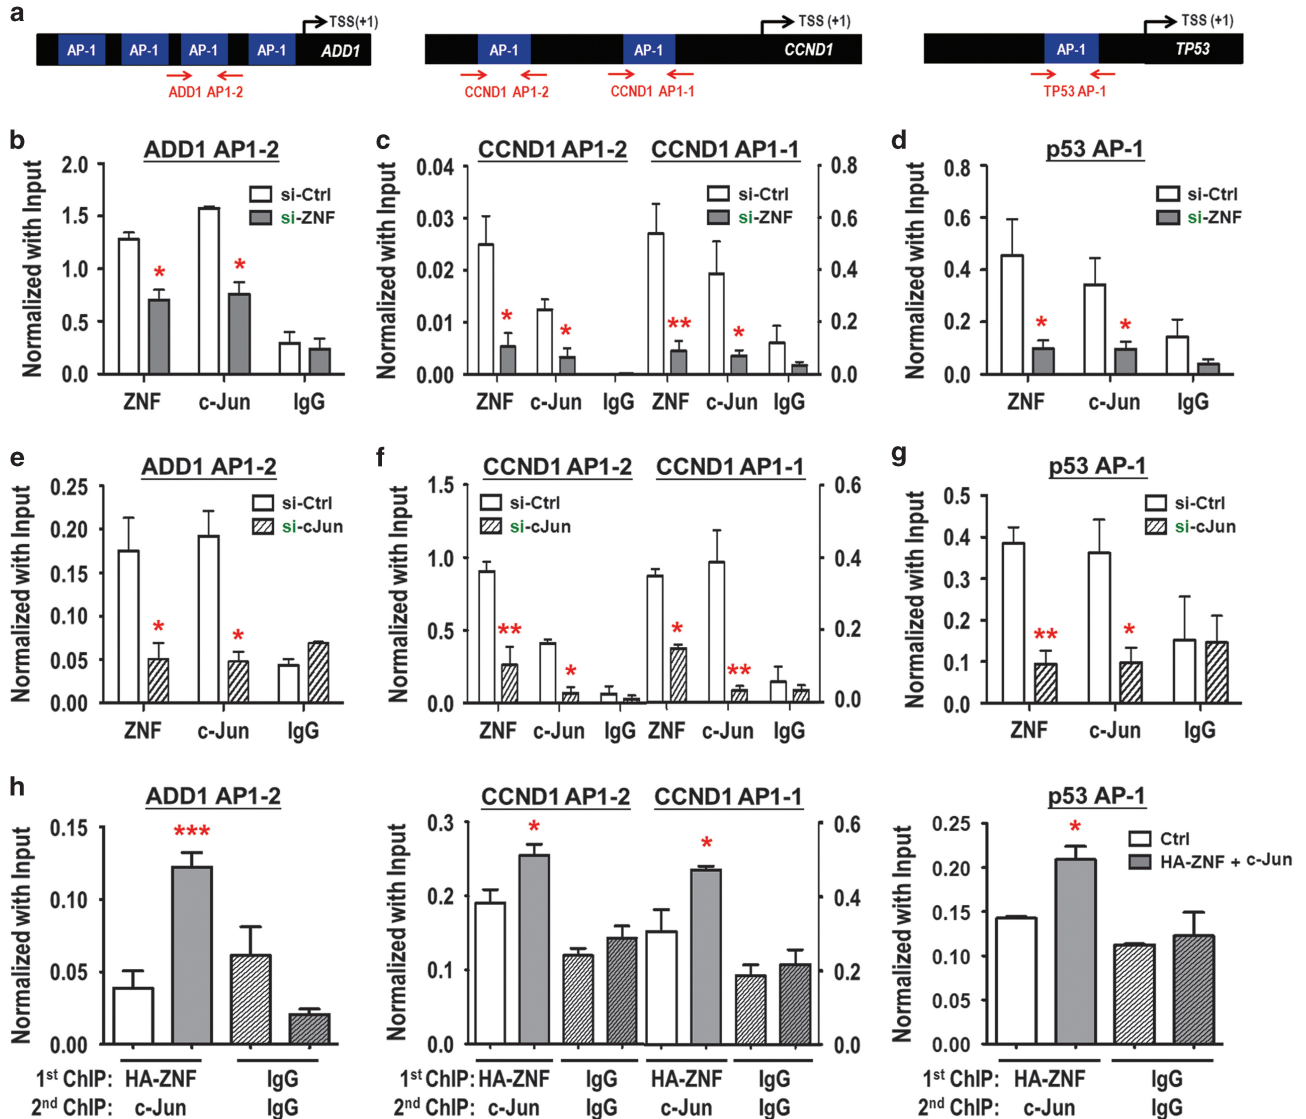 a
TSS(+1)
AP-1 AP-1 AP-1 AP-1 ADD1
ADD1 AP1-2
TSS (+1)
AP-1 AP-1 CCND1
CCND1 AP1-2 CCND1 AP1-1
TSS (+1)
AP-1 TP53
TP53 AP-1
b
ADD1 AP1-2
Normalized with Input
2.0
1.5
1.0
0.5
0.0
si-Ctrl
si-ZNF
* *
ZNF c-Jun IgG
c
CCND1 AP1-2 CCND1 AP1-1
Normalized with Input
0.04
0.03
0.02
0.01
0.00
si-Ctrl
si-ZNF
* * ** *
0.8
0.6
0.4
0.2
0.0
ZNF c-Jun IgG ZNF c-Jun IgG
d
p53 AP-1
Normalized with Input
0.8
0.6
0.4
0.2
0.0
si-Ctrl
si-ZNF
* *
ZNF c-Jun IgG
e
ADD1 AP1-2
Normalized with Input
0.25
0.20
0.15
0.10
0.05
0.00
si-Ctrl
si-cJun
* *
ZNF c-Jun IgG
f
CCND1 AP1-2 CCND1 AP1-1
Normalized with Input
1.5
1.0
0.5
0.0
si-Ctrl
si-cJun
** * * **
0.6
0.4
0.2
0.0
ZNF c-Jun IgG ZNF c-Jun IgG
g
p53 AP-1
Normalized with Input
0.5
0.4
0.3
0.2
0.1
0.0
si-Ctrl
si-cJun
** *
ZNF c-Jun IgG
h
ADD1 AP1-2
Normalized with Input
0.15
0.10
0.05
0.00
***
1st ChIP: HA-ZNF IgG
2nd ChIP: c-Jun IgG
CCND1 AP1-2 CCND1 AP1-1
Normalized with Input
0.3
0.2
0.1
0.0
* *
0.6
0.4
0.2
0.0
1st ChIP: HA-ZNF IgG HA-ZNF IgG
2nd ChIP: c-Jun IgG c-Jun IgG
p53 AP-1
Normalized with Input
0.25
0.20
0.15
0.10
0.05
0.00
*
Ctrl
HA-ZNF + c-Jun
1st ChIP: HA-ZNF IgG
2nd ChIP: c-Jun IgG